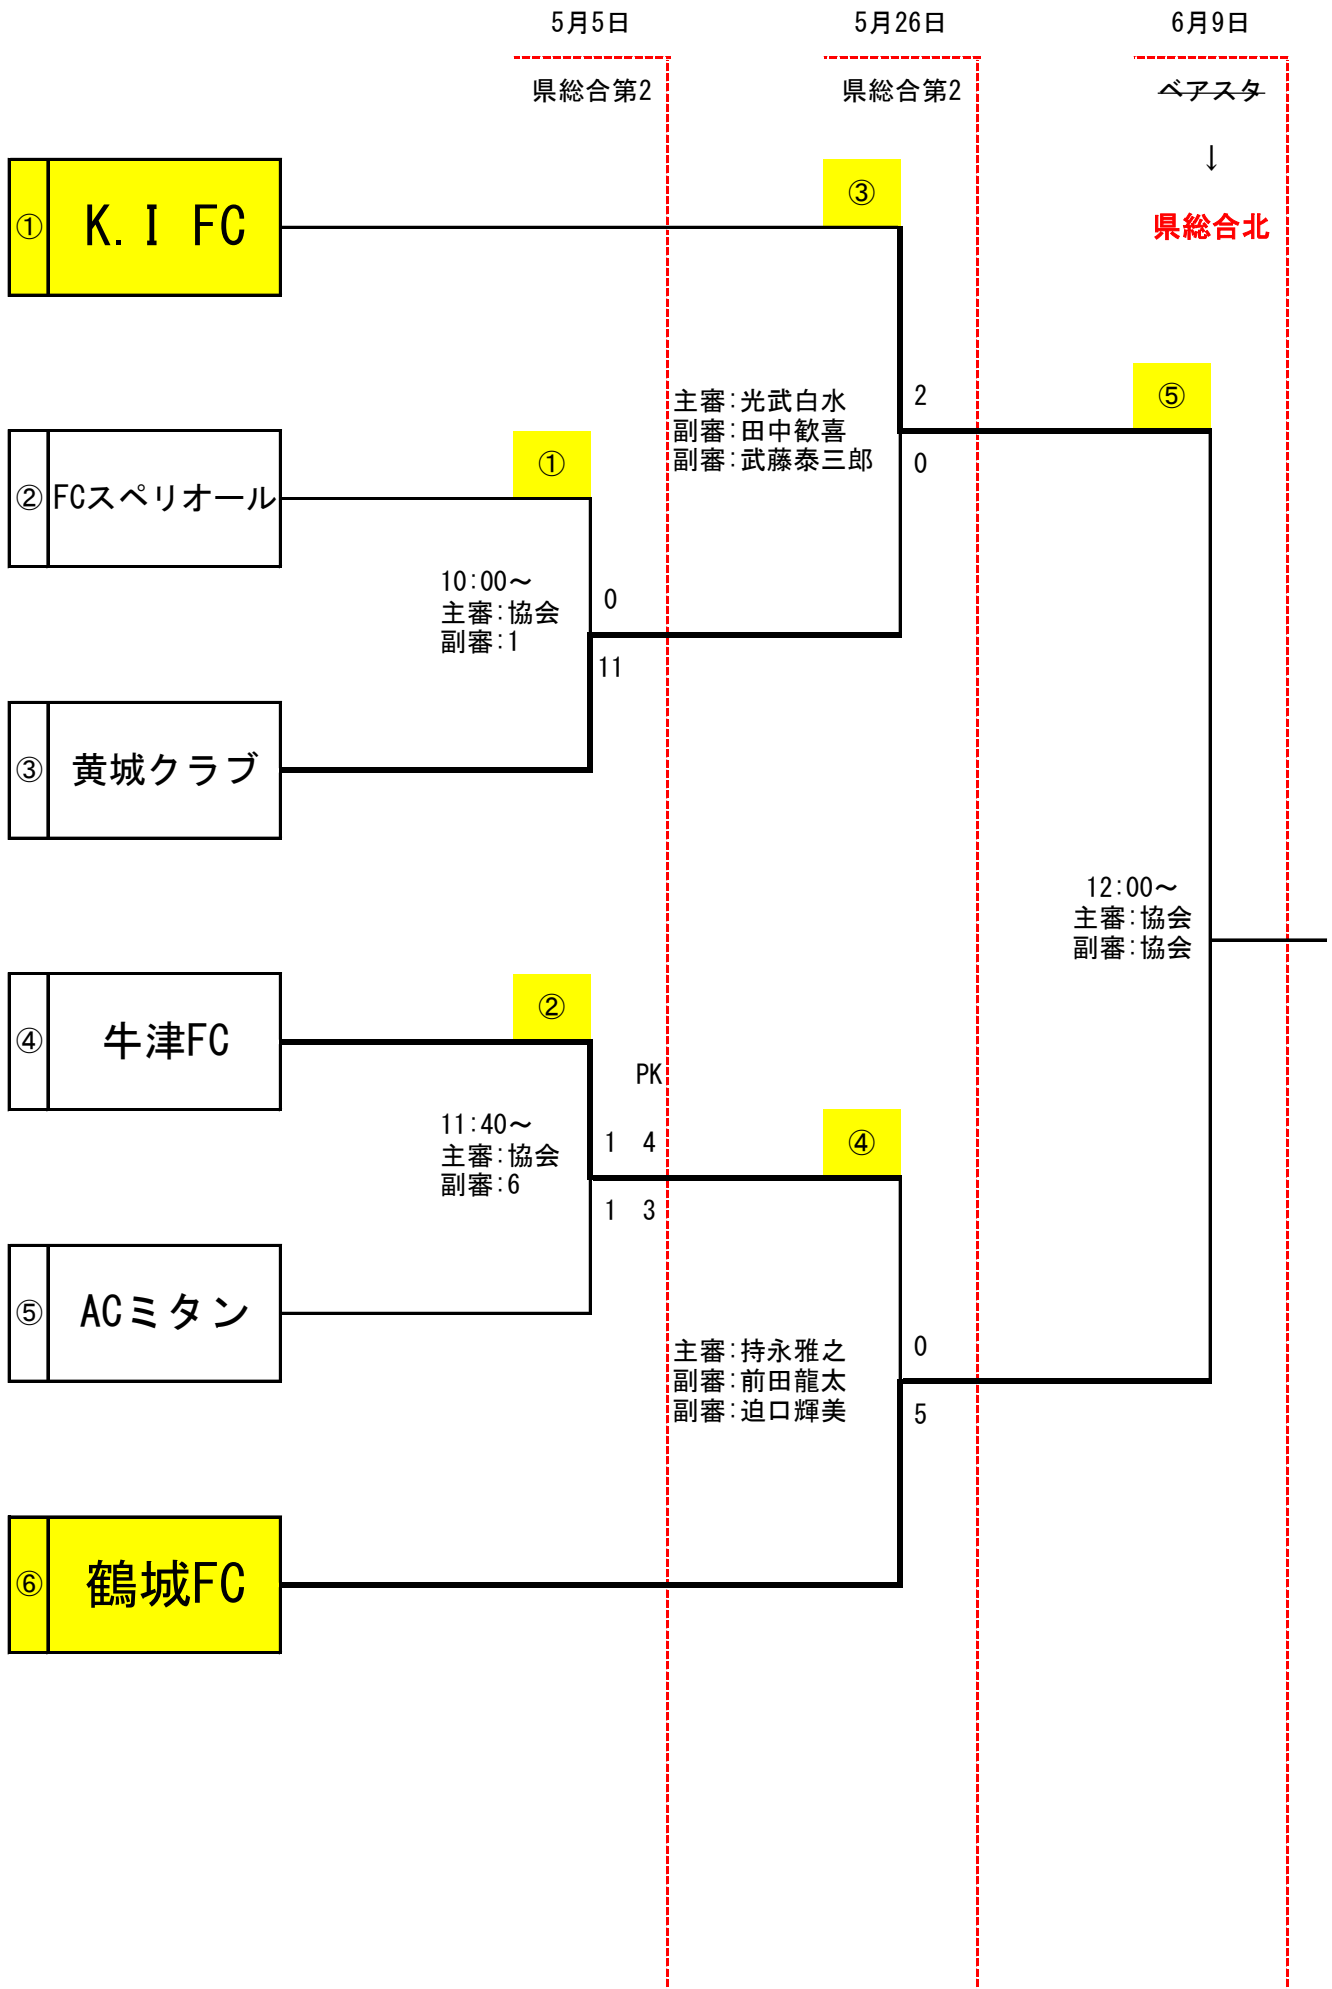 5月5日
5月26日
6月9日
県総合第2
県総合第2
ベアスタ
↓
県総合北
① K.I FC
③
主審:光武白水
副審:田中歓喜
副審:武藤泰三郎
2
0
⑤
② FCスペリオール
①
10:00～
主審:協会
副審:1
0
11
③ 黄城クラブ
12:00～
主審:協会
副審:協会
④ 牛津FC
②
PK
11:40～
主審:協会
副審:6
1 4
1 3
④
⑤ ACミタン
主審:持永雅之
副審:前田龍太
副審:迫口輝美
0
5
⑥ 鶴城FC